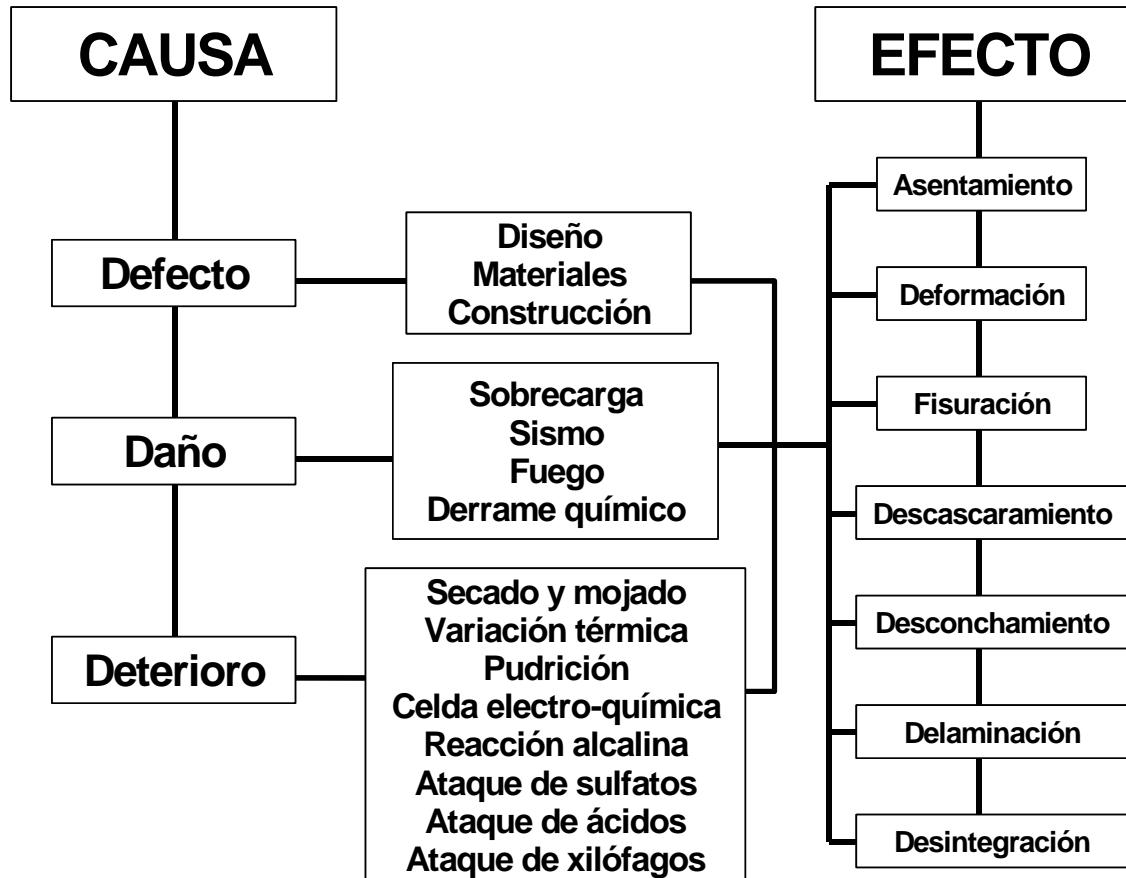 CAUSA
Defecto
Daño
Deterioro
Diseño
Materiales
Construcción
Sobrecarga
Sismo
Fuego
Derrame químico
Secado y mojado
Variación térmica
Pudrición
Celda electro-química
Reacción alcalina
Ataque de sulfatos
Ataque de ácidos
Ataque de xilófagos
EFECTO
Asentamiento
Deformación
Fisuración
Descascaramiento
Desconchamiento
Delaminación
Desintegración